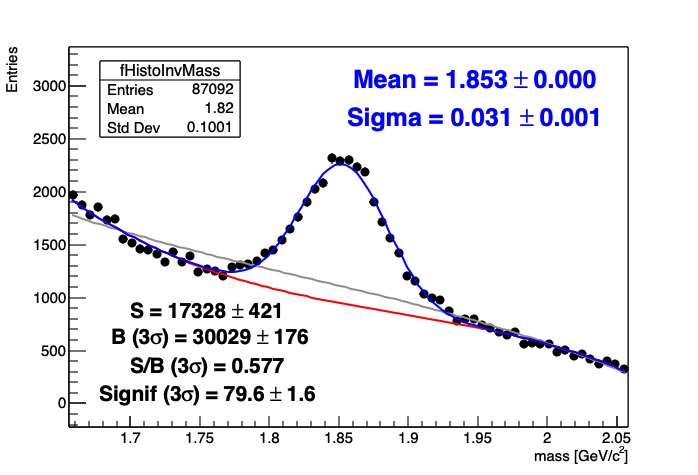 Entries
fHistoInvMass
Entries 87092
Mean 1.82
Std Dev 0.1001
Mean = 1.853 ± 0.000
Sigma = 0.031 ± 0.001
3000
2500
2000
1500
1000
500
0
S = 17328 ± 421
B (3σ) = 30029 ± 176
S/B (3σ) = 0.577
Signif (3σ) = 79.6 ± 1.6
1.7 1.75 1.8 1.85 1.9 1.95 2 2.05
mass [GeV/c²]